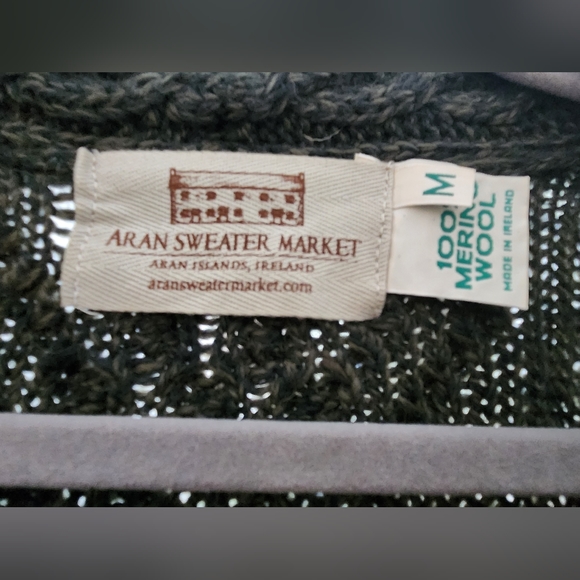 ARAN SWEATER MARKET
ARAN ISLANDS, IRELAND
aransweatermarket.com
M
100%
MERINO
WOOL
MADE IN IRELAND